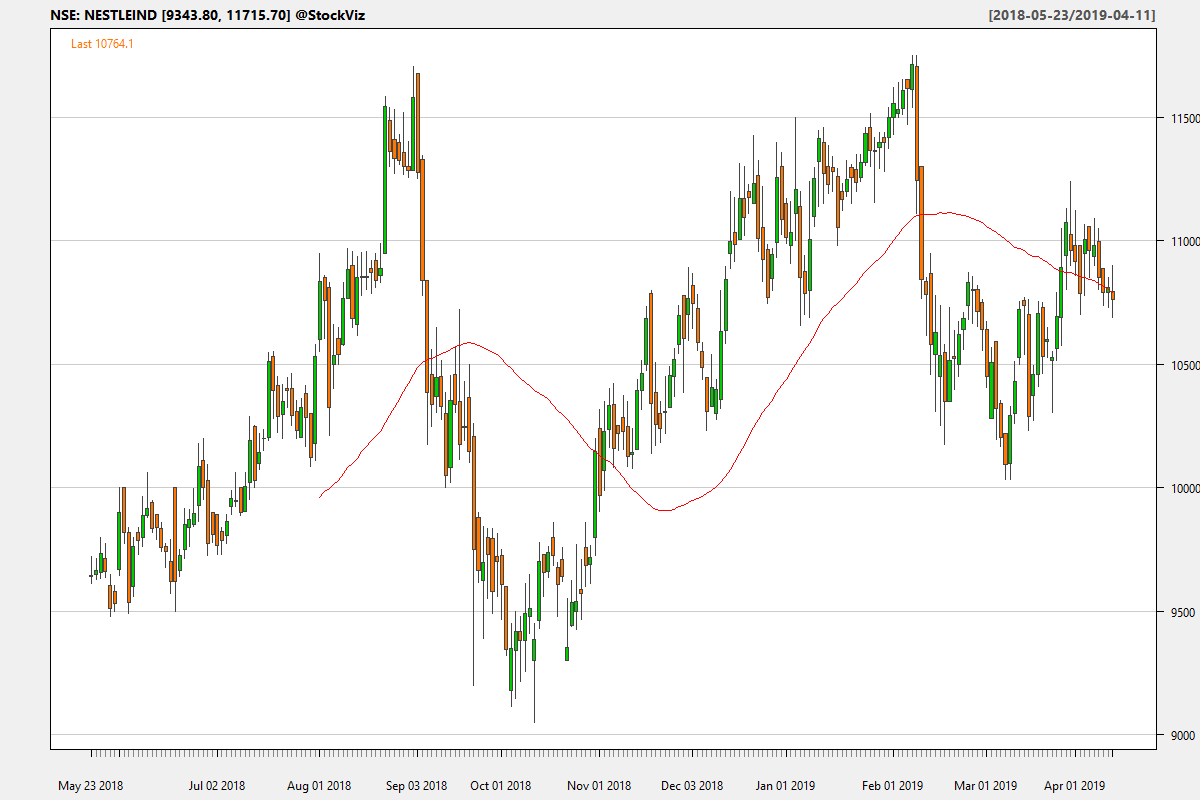 NSE: NESTLEIND [9343.80, 11715.70] @StockViz
[2018-05-23/2019-04-11]
Last 10764.1
11500
11000
10500
10000
9500
9000
May 23 2018
Jul 02 2018
Aug 01 2018
Sep 03 2018
Oct 01 2018
Nov 01 2018
Dec 03 2018
Jan 01 2019
Feb 01 2019
Mar 01 2019
Apr 01 2019